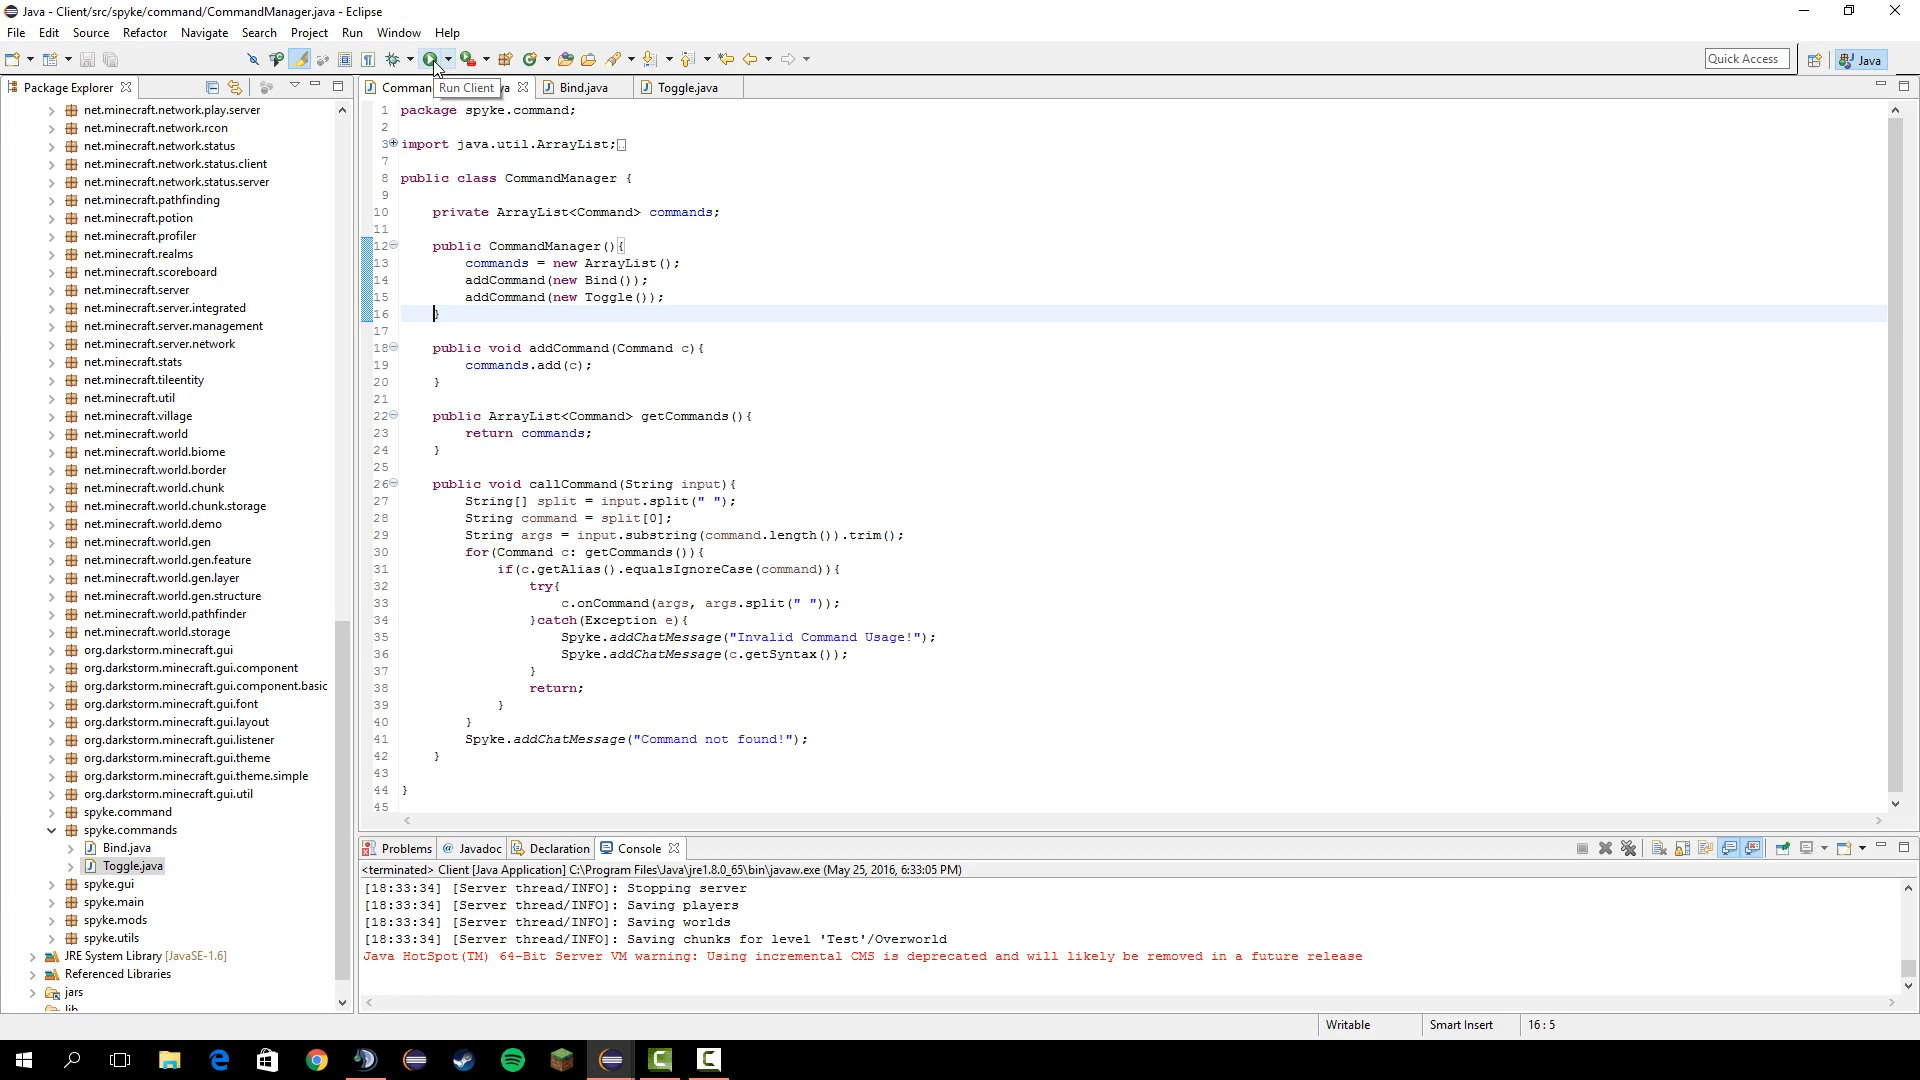 Java - Client/src/spyke/command/CommandManager.java - Eclipse
File Edit Source Refactor Navigate Search Project Run Window Help
Quick Access
Java
Package Explorer
net.minecraft.network.play.server
net.minecraft.network.rcon
net.minecraft.network.status
net.minecraft.network.status.client
net.minecraft.network.status.server
net.minecraft.pathfinding
net.minecraft.potion
net.minecraft.profiler
net.minecraft.realms
net.minecraft.scoreboard
net.minecraft.server
net.minecraft.server.integrated
net.minecraft.server.management
net.minecraft.server.network
net.minecraft.stats
net.minecraft.tileentity
net.minecraft.util
net.minecraft.village
net.minecraft.world
net.minecraft.world.biome
net.minecraft.world.border
net.minecraft.world.chunk
net.minecraft.world.chunk.storage
net.minecraft.world.demo
net.minecraft.world.gen
net.minecraft.world.gen.feature
net.minecraft.world.gen.layer
net.minecraft.world.gen.structure
net.minecraft.world.pathfinder
net.minecraft.world.storage
org.darkstorm.minecraft.gui
org.darkstorm.minecraft.gui.component
org.darkstorm.minecraft.gui.component.basic
org.darkstorm.minecraft.gui.font
org.darkstorm.minecraft.gui.layout
org.darkstorm.minecraft.gui.listener
org.darkstorm.minecraft.gui.theme
org.darkstorm.minecraft.gui.theme.simple
org.darkstorm.minecraft.gui.util
spyke.command
spyke.commands
Bind.java
Toggle.java
spyke.gui
spyke.main
spyke.mods
spyke.utils
JRE System Library [JavaSE-1.6]
Referenced Libraries
jars
lib
Comman Run Client a Bind.java Toggle.java
1 package spyke.command;
2
3 import java.util.ArrayList;
7
8 public class CommandManager {
9
10 private ArrayList<Command> commands;
11
12 public CommandManager(){
13 commands = new ArrayList();
14 addCommand(new Bind());
15 addCommand(new Toggle());
16 }
17
18 public void addCommand(Command c){
19 commands.add(c);
20 }
21
22 public ArrayList<Command> getCommands(){
23 return commands;
24 }
25
26 public void callCommand(String input){
27 String[] split = input.split(" ");
28 String command = split[0];
29 String args = input.substring(command.length()).trim();
30 for(Command c: getCommands()){
31 if(c.getAlias().equalsIgnoreCase(command)){
32 try{
33 c.onCommand(args, args.split(" "));
34 }catch(Exception e){
35 Spyke.addChatMessage("Invalid Command Usage!");
36 Spyke.addChatMessage(c.getSyntax());
37 }
38 return;
39 }
40 }
41 Spyke.addChatMessage("Command not found!");
42 }
43
44 }
45
Problems Javadoc Declaration Console
<terminated> Client [Java Application] C:\Program Files\Java\jre1.8.0_65\bin\javaw.exe (May 25, 2016, 6:33:05 PM)
[18:33:34] [Server thread/INFO]: Stopping server
[18:33:34] [Server thread/INFO]: Saving players
[18:33:34] [Server thread/INFO]: Saving worlds
[18:33:34] [Server thread/INFO]: Saving chunks for level 'Test'/Overworld
Java HotSpot(TM) 64-Bit Server VM warning: Using incremental CMS is deprecated and will likely be removed in a future release
Writable Smart Insert 16 : 5